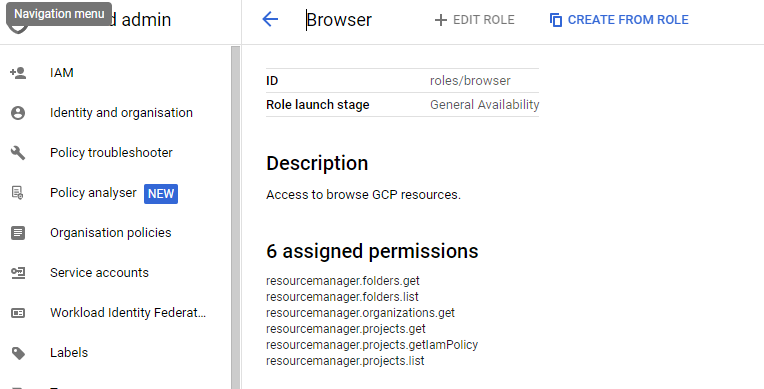 Navigation menu
d admin
IAM
Identity and organisation
Policy troubleshooter
Policy analyser NEW
Organisation policies
Service accounts
Workload Identity Federat...
Labels
Browser
EDIT ROLE
CREATE FROM ROLE
ID roles/browser
Role launch stage General Availability
Description
Access to browse GCP resources.
6 assigned permissions
resourcemanager.folders.get
resourcemanager.folders.list
resourcemanager.organizations.get
resourcemanager.projects.get
resourcemanager.projects.getIamPolicy
resourcemanager.projects.list